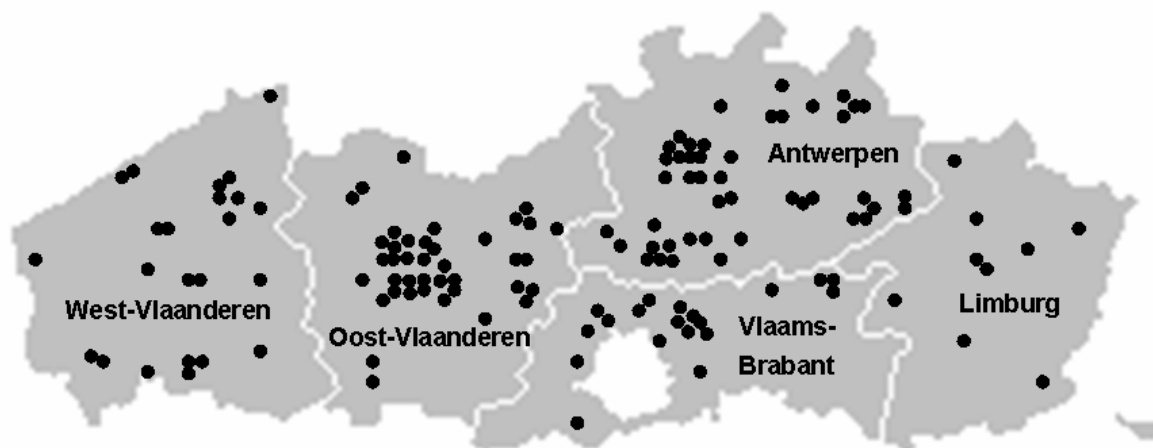 Antwerpen
West-Vlaanderen
Limburg
Oost-Vlaanderen
Vlaams-
Brabant